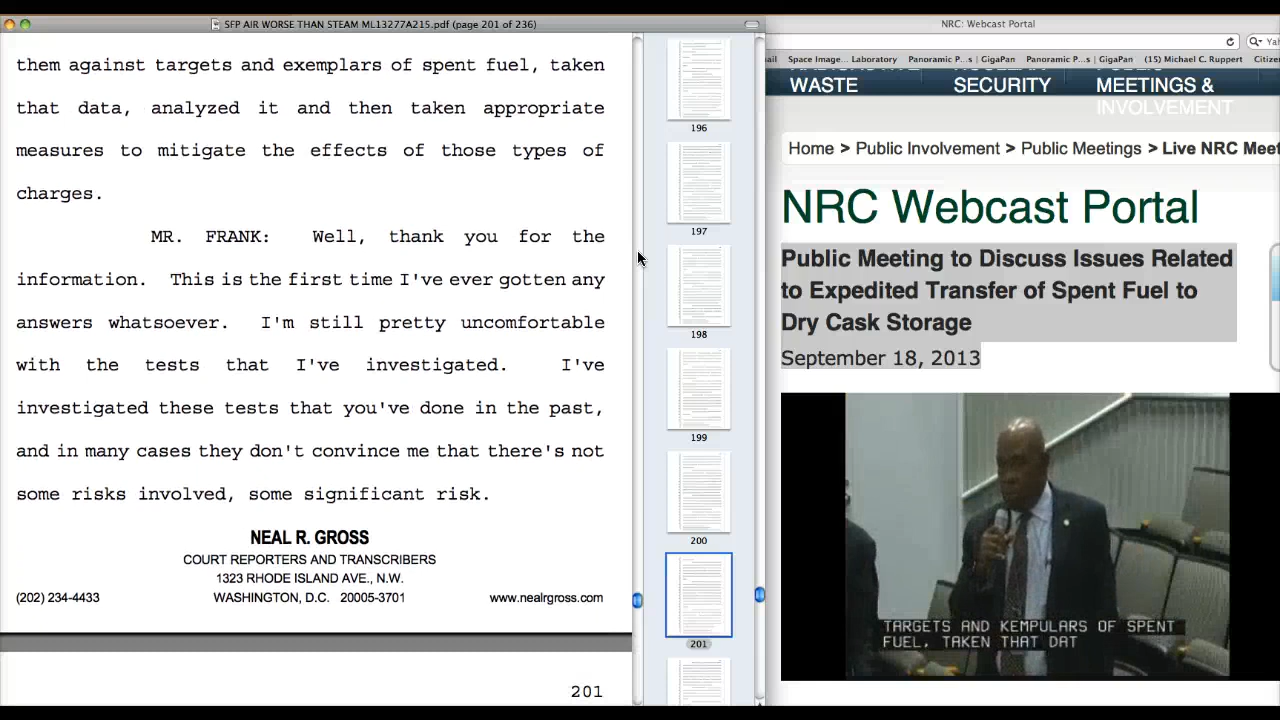 SFP AIR WORSE THAN STEAM ML13277A215.pdf (page 201 of 236)
them against targets and exemplars of spent fuel, taken
that data, analyzed it and then taken appropriate
measures to mitigate the effects of those types of
charges.
MR. FRANK: Well, thank you for the
information. This is the first time I've ever gotten any
answers whatsoever. I'm still pretty uncomfortable
with the tests that I've investigated. I've
investigated these tests that you've done in the past,
and in many cases they don't convince me that there's not
some risks involved, some significant risk.
NEAL R. GROSS
COURT REPORTERS AND TRANSCRIBERS
1323 RHODE ISLAND AVE., N.W.
(202) 234-4433 WASHINGTON, D.C. 20005-3701 www.nealrgross.com
201
196
197
198
199
200
201
NRC: Webcast Portal
Space Image... Laboratory Panoramic P...s | GigaPan Panoramic P...s | GigaPan (15) Michael C. Ruppert
WASTE SECURITY MEETINGS &
INVOLVEMENT
Home > Public Involvement > Public Meetings > Live NRC Meet
NRC Webcast Portal
Public Meeting to Discuss Issues Related
to Expedited Transfer of Spent Fuel to
Dry Cask Storage
September 18, 2013
TARGETS AND KEMPULARS OF SPENT
FUEL, TAKEN THAT DAT